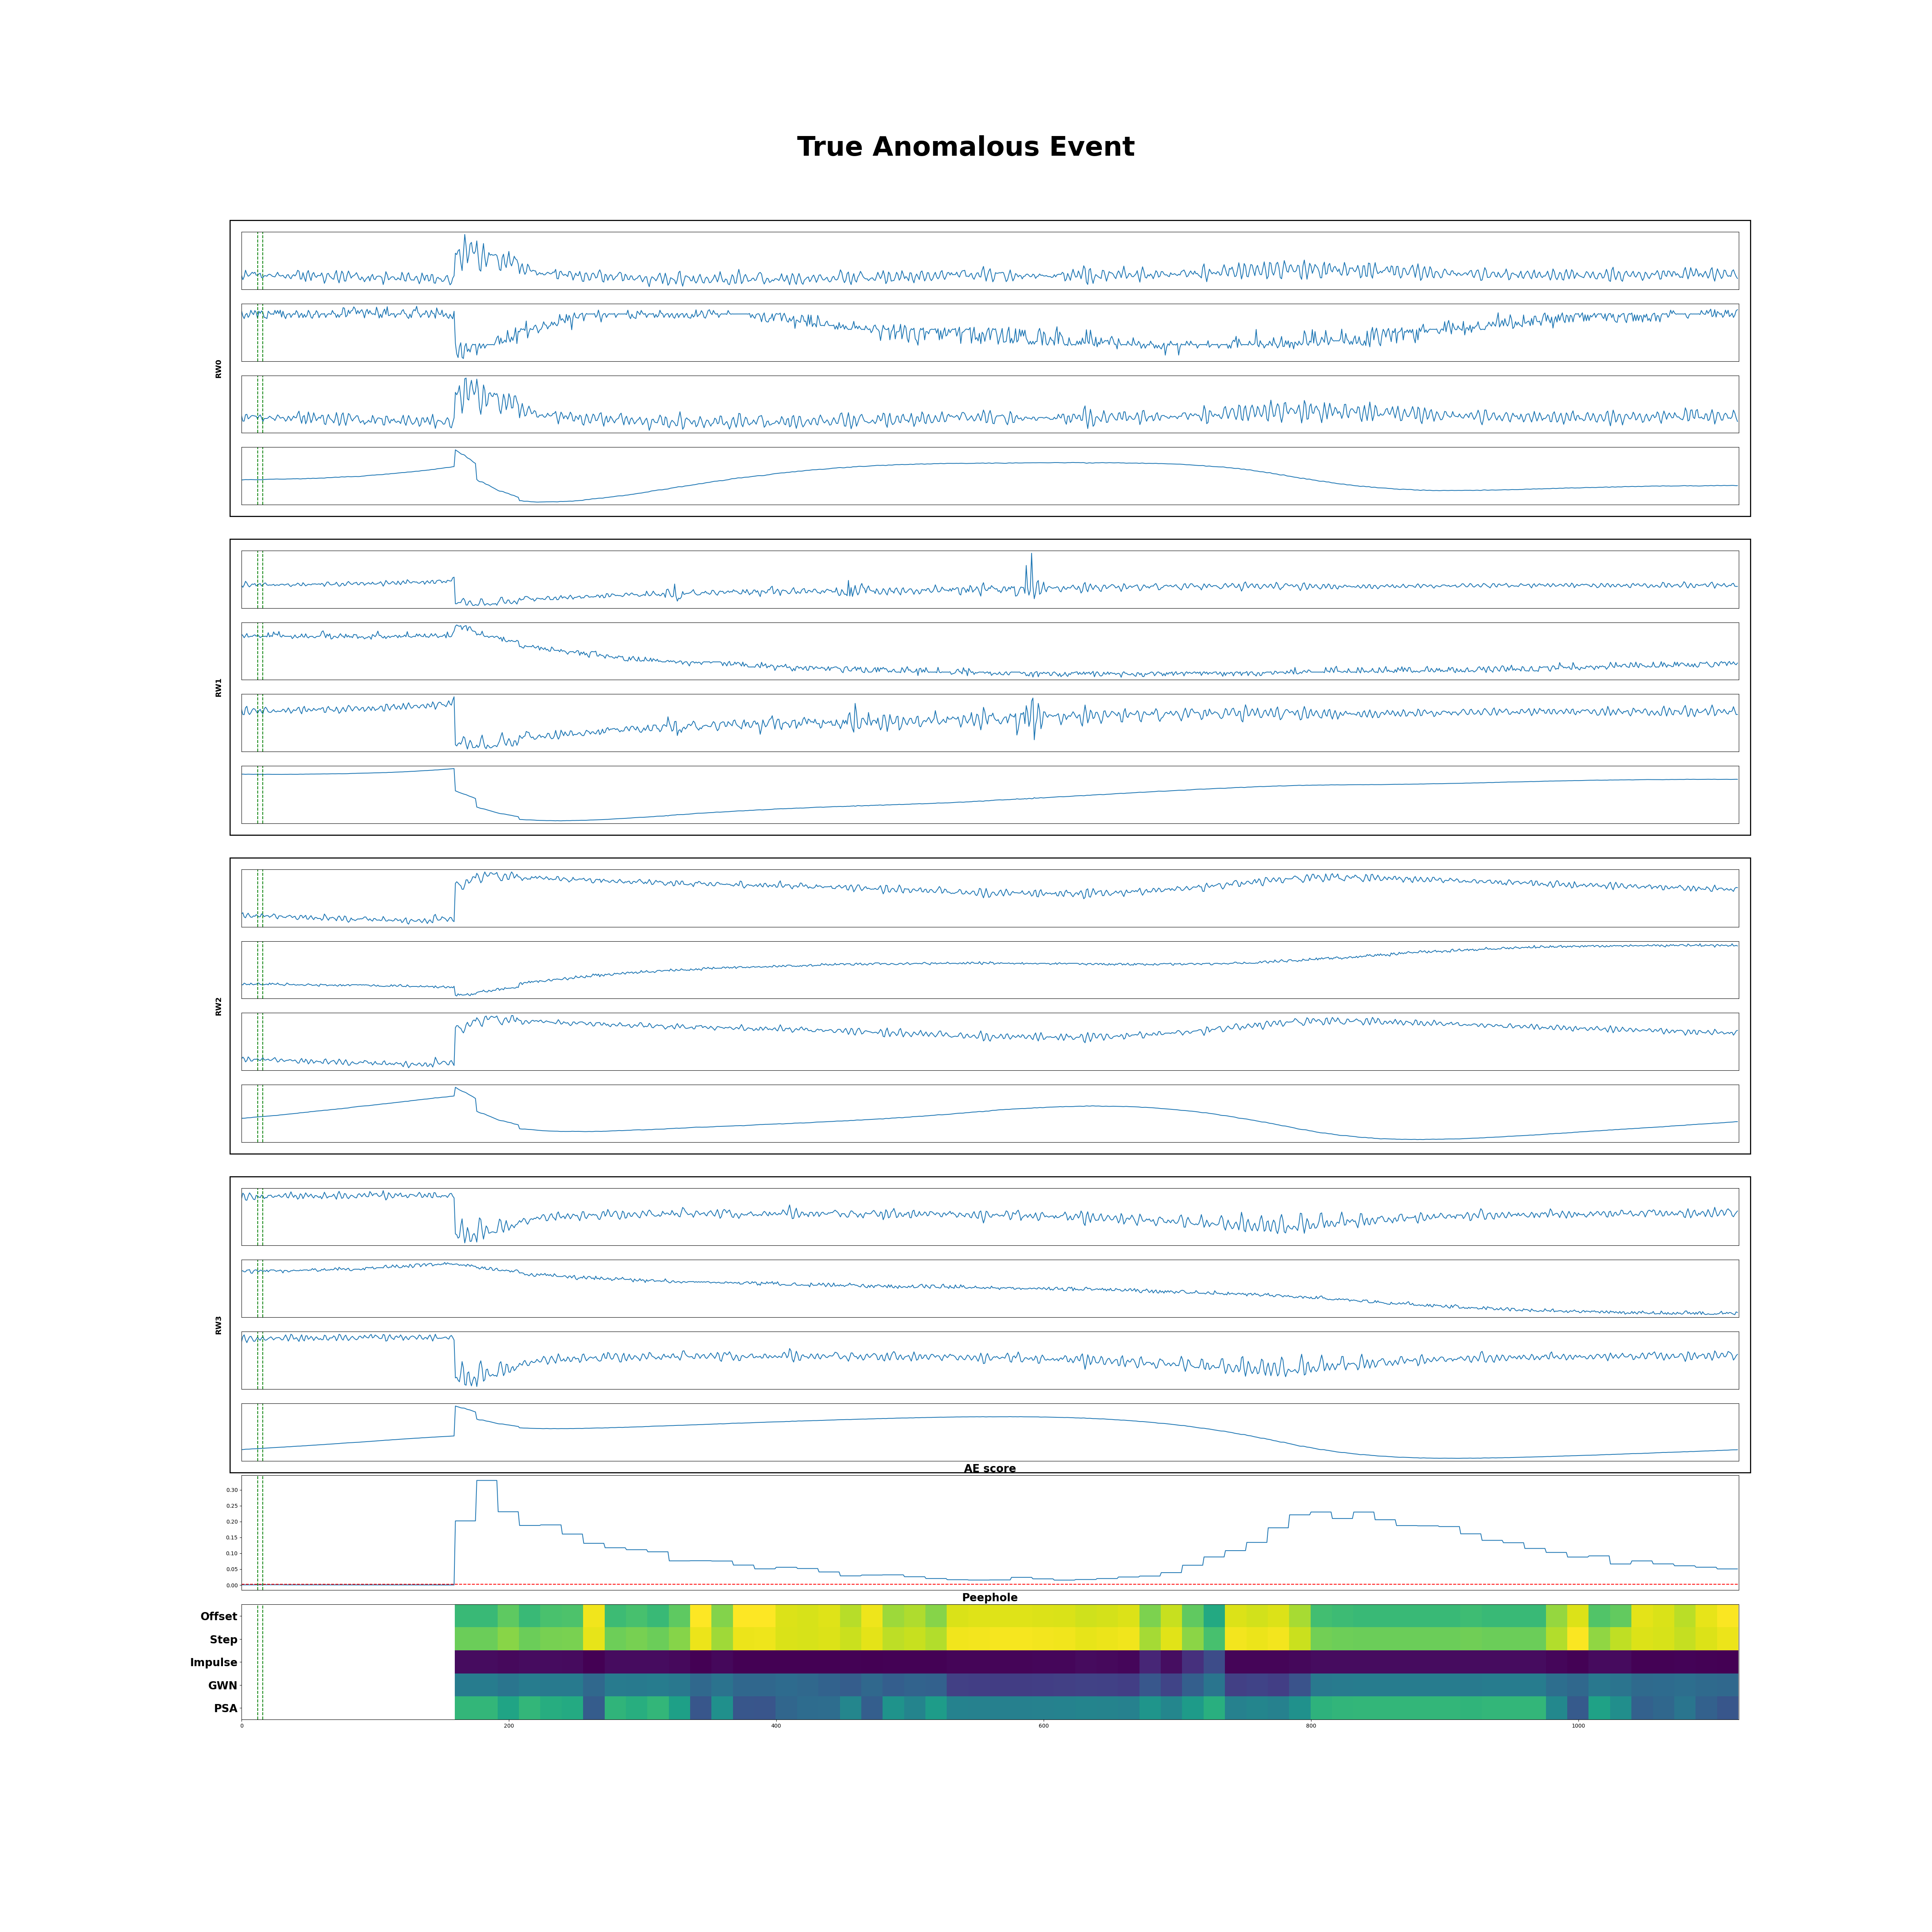 True Anomalous Event
RW0
RW1
RW2
RW3
AE score
0.30
0.25
0.20
0.15
0.10
0.05
0.00
Peephole
Offset
Step
Impulse
GWN
PSA
0 200 400 600 800 1000